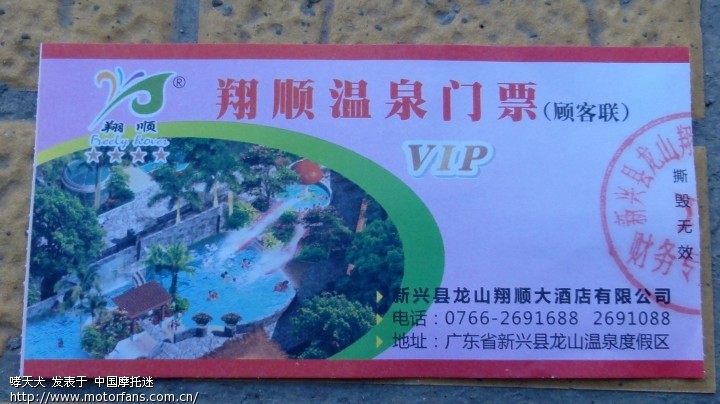 翔顺温泉门票(顾客联)
®
翔 顺
Freely Rover
VIP
新兴县龙山翔
财务专
撕毁无效
新兴县龙山翔顺大酒店有限公司
电话：0766-2691688 2691088
地址：广东省新兴县龙山温泉度假区
哮天犬 发表于 中国摩托迷
http://www.motorfans.com.cn/